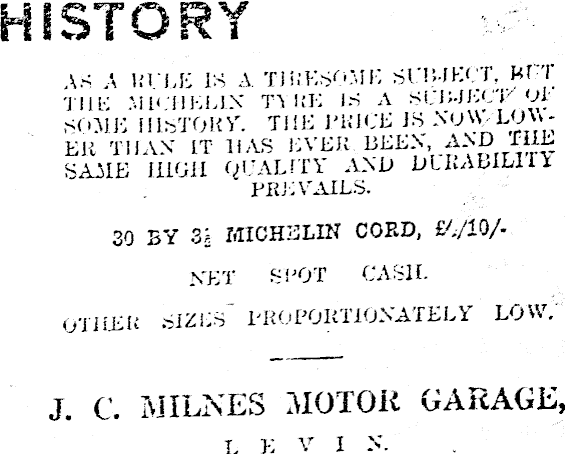 HISTORY
AS A RULE IS A TIRESOME SUBJECT, BUT
THE MICHELIN TYRE IS A SUBJECT OF
SOME HISTORY. THE PRICE IS NOW LOW-
ER THAN IT HAS EVER BEEN, AND THE
SAME HIGH QUALITY AND DURABILITY
PREVAILS.
30 BY 3½ MICHELIN CORD,
NET SPOT CASH.
OTHER SIZES PROPORTIONATELY LOW.
J. C. MILNES MOTOR GARAGE,
LEVIN.